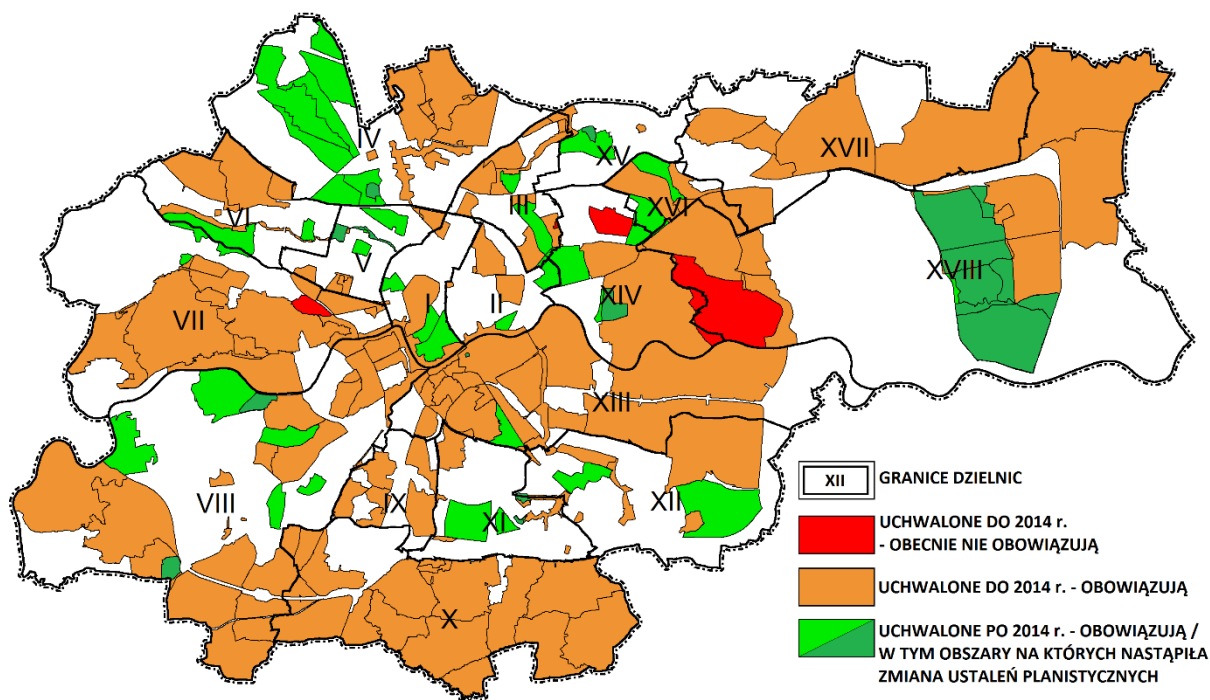 IV
XV
XVII
III
XVI
VI
V
XVIII
I
II
XIV
VII
XIII
VIII
IX
XI
XII
X
XII
GRANICE DZIELNIC
UCHWALONE DO 2014 r.
- OBECNIE NIE OBOWIĄZUJĄ
UCHWALONE DO 2014 r. - OBOWIĄZUJĄ
UCHWALONE PO 2014 r. - OBOWIĄZUJĄ /
W TYM OBSZARY NA KTÓRYCH NASTĄPIŁA
ZMIANA USTALEŃ PLANISTYCZNYCH